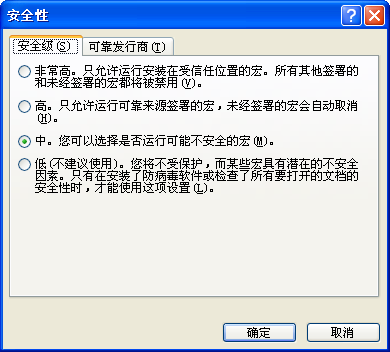 安全性
安全级(S)
可靠发行商(T)
非常高。只允许运行安装在受信任位置的宏。所有其他签署的
和未经签署的宏都将被禁用(V)。
高。只允许运行可靠来源签署的宏，未经签署的宏会自动取消
(H)。
中。您可以选择是否运行可能不安全的宏(M)。
低(不建议使用)。您将不受保护，而某些宏具有潜在的不安全
因素。只有在安装了防病毒软件或检查了所有要打开的文档的
安全性时，才能使用这项设置(L)。
确定
取消